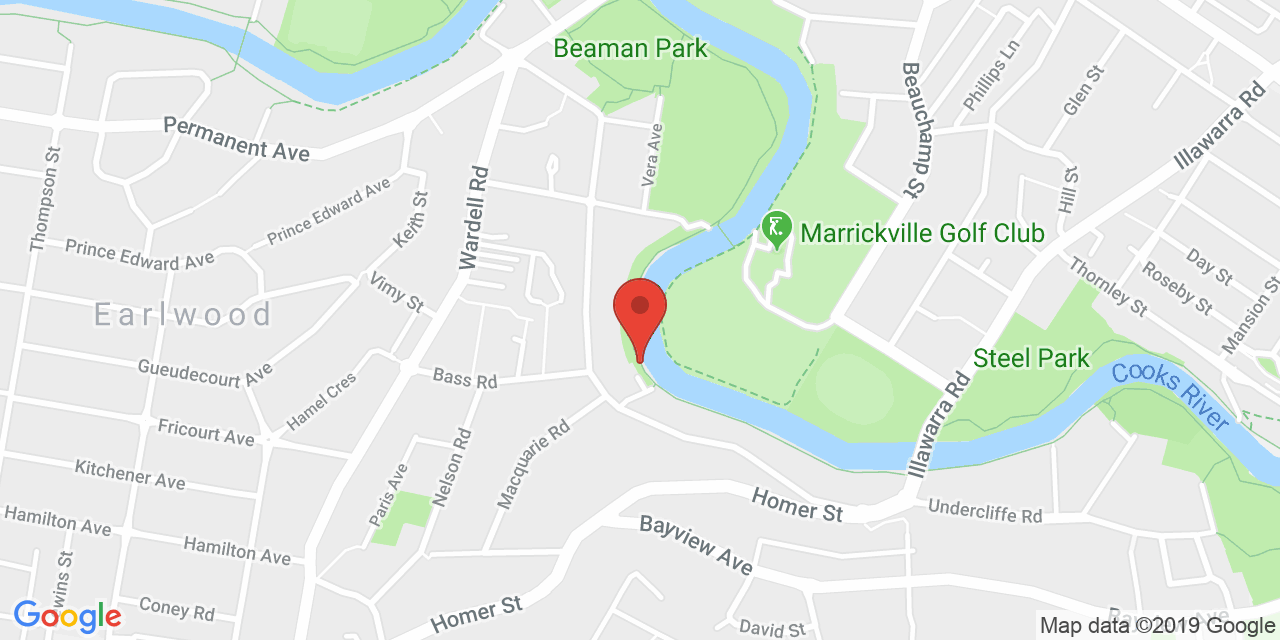 Beaman Park
Beauchamp St
Phillips Ln
Glen St
Illawarra Rd
Permanent Ave
Vera Ave
Thompson St
Wardell Rd
Prince Edward Ave
Keith St
Hill St
Prince Edward Ave
Marrickville Golf Club
Thornley St
Roseby St
Day St
Mansion St
Vimy St
Earlwood
Gueudecourt Ave
Hamel Cres
Bass Rd
Steel Park
Cooks River
Illawarra Rd
Fricourt Ave
Kitchener Ave
Paris Ave
Nelson Rd
Macquarie Rd
Homer St
Undercliffe Rd
Hamilton Ave
Hamilton Ave
Bayview Ave
Coney Rd
Homer St
David St
Google
Map data ©2019 Google